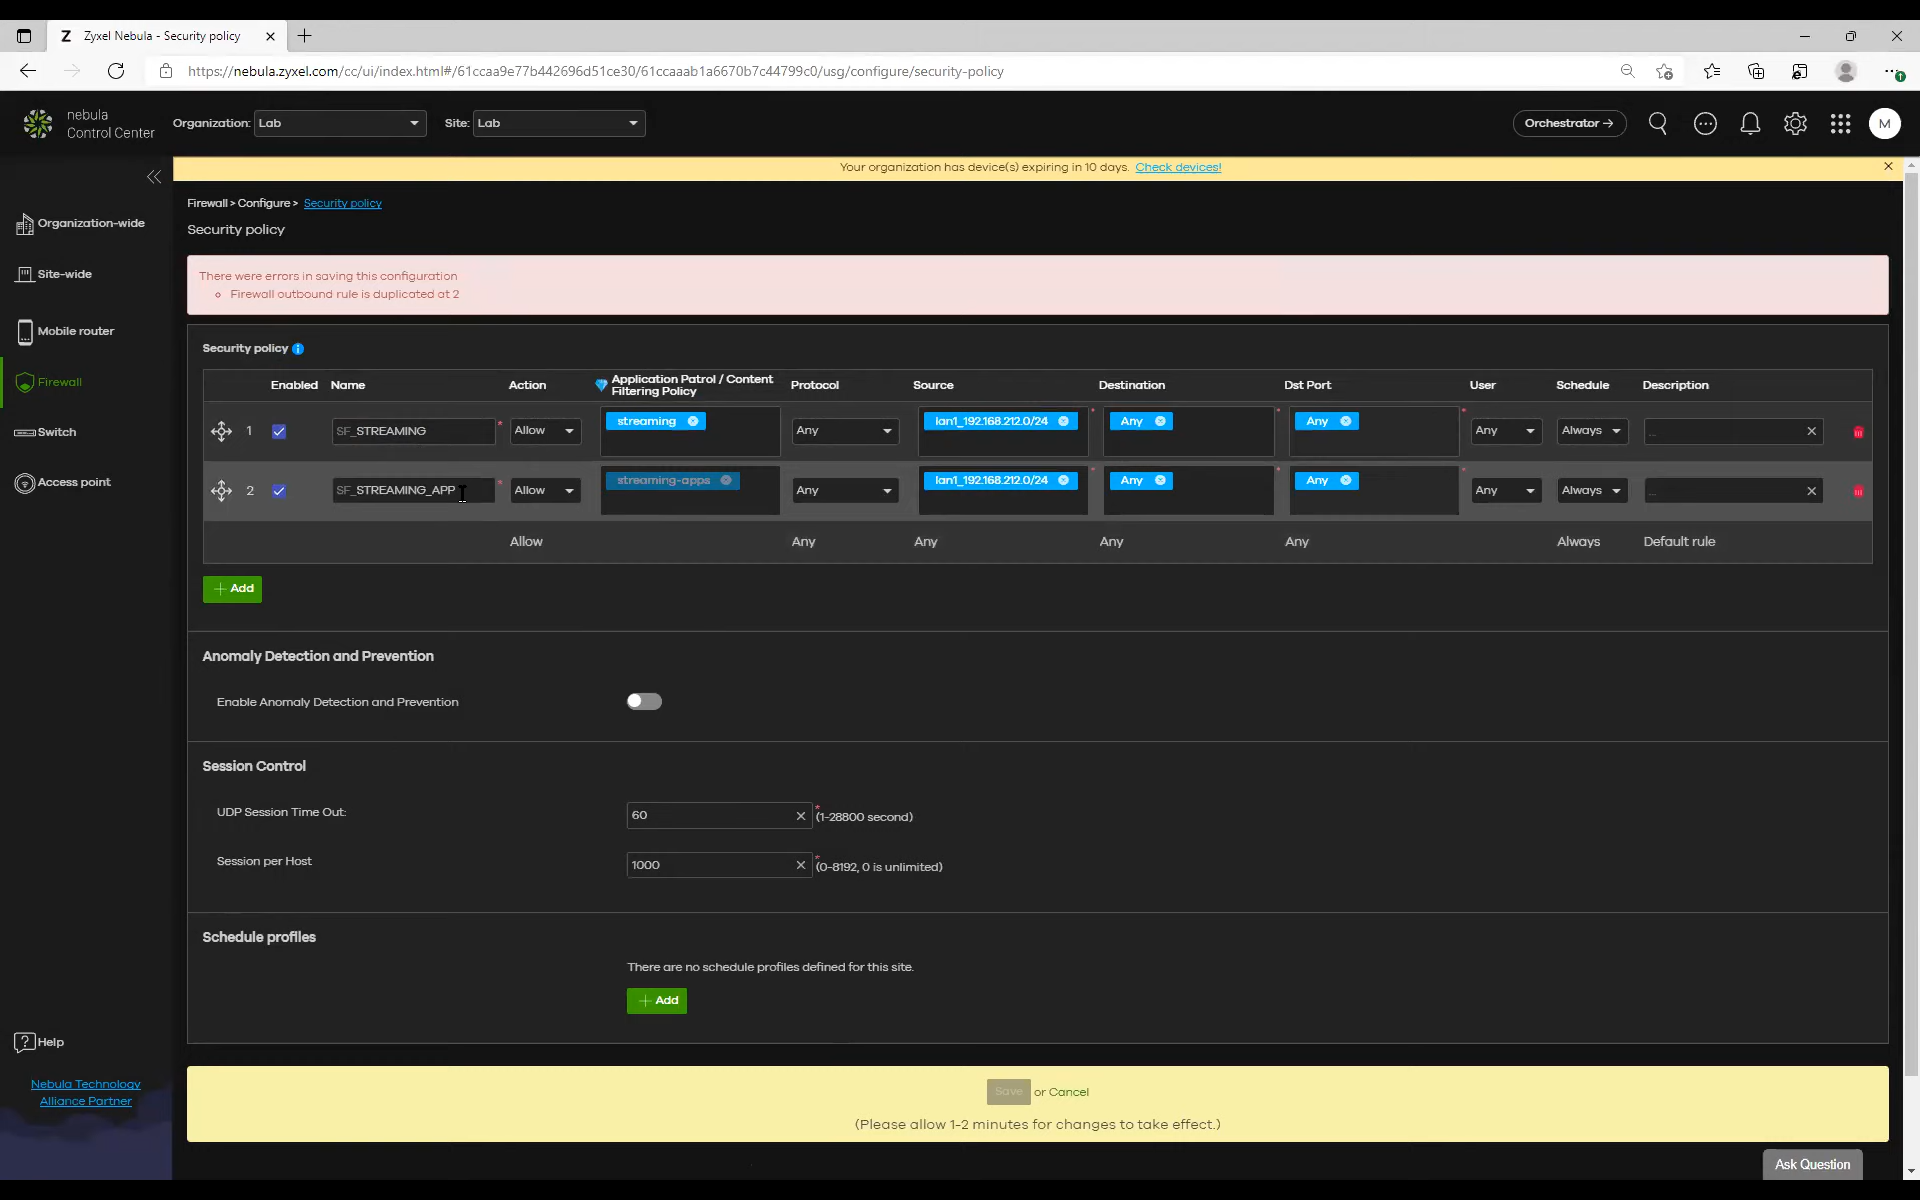 Zyxel Nebula - Security policy
https://nebula.zyxel.com/cc/ui/index.html#/61ccaa9e77b442696d51ce30/61ccaaab1a6670b7c44799c0/usg/configure/security-policy
nebula
Control Center
Organization: Lab
Site: Lab
Orchestrator →
M
Your organization has device(s) expiring in 10 days. Check devices!
Organization-wide
Site-wide
Mobile router
Firewall
Switch
Access point
Help
Nebula Technology
Alliance Partner
Firewall > Configure > Security policy
Security policy
There were errors in saving this configuration
Firewall outbound rule is duplicated at 2
Security policy
Enabled Name Action Application Patrol / Content Filtering Policy Protocol Source Destination Dst Port User Schedule Description
1 SF_STREAMING * Allow streaming Any lan1_192.168.212.0/24 * Any * Any * Any Always ...
2 SF_STREAMING_APP * Allow streaming-apps Any lan1_192.168.212.0/24 * Any * Any * Any Always ...
Allow Any Any Any Any Always Default rule
+ Add
Anomaly Detection and Prevention
Enable Anomaly Detection and Prevention
Session Control
UDP Session Time Out: 60 * (1-28800 second)
Session per Host 1000 * (0-8192, 0 is unlimited)
Schedule profiles
There are no schedule profiles defined for this site.
+ Add
Save or Cancel
(Please allow 1-2 minutes for changes to take effect.)
Ask Question